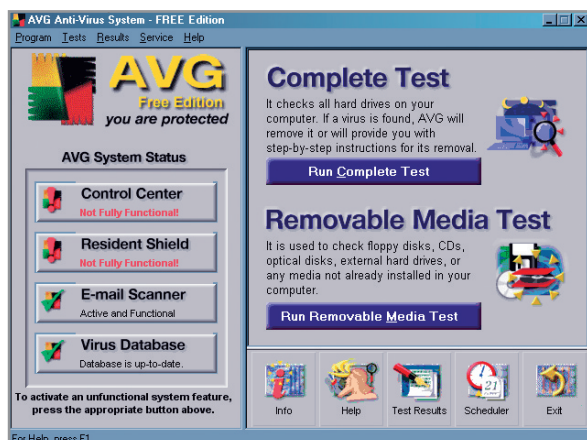 AVG Anti-Virus System - FREE Edition
Program Tests Results Service Help
AVG
Free Edition
you are protected
AVG System Status
Control Center
Not Fully Functional!
Resident Shield
Not Fully Functional!
E-mail Scanner
Active and Functional
Virus Database
Database is up-to-date.
To activate an unfunctional system feature,
press the appropriate button above.
Complete Test
It checks all hard drives on your
computer. If a virus is found, AVG will
remove it or will provide you with
step-by-step instructions for its removal.
Run Complete Test
Removable Media Test
It is used to check floppy disks, CDs,
optical disks, external hard drives, or
any media not already installed in your
computer.
Run Removable Media Test
21
Info Help Test Results Scheduler Exit
For Help, press F1